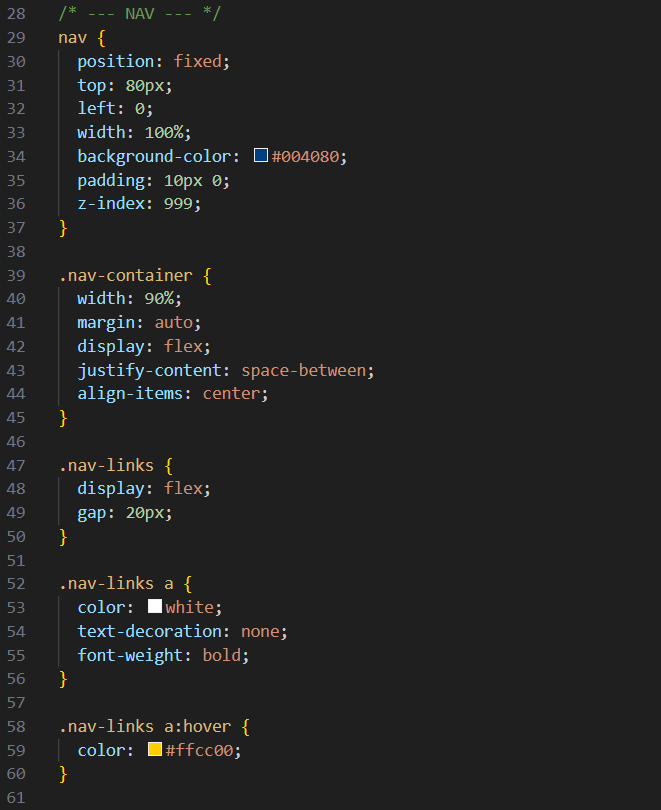 28 /* --- NAV --- */
29 nav {
30 position: fixed;
31 top: 80px;
32 left: 0;
33 width: 100%;
34 background-color: #004080;
35 padding: 10px 0;
36 z-index: 999;
37 }
38
39 .nav-container {
40 width: 90%;
41 margin: auto;
42 display: flex;
43 justify-content: space-between;
44 align-items: center;
45 }
46
47 .nav-links {
48 display: flex;
49 gap: 20px;
50 }
51
52 .nav-links a {
53 color: white;
54 text-decoration: none;
55 font-weight: bold;
56 }
57
58 .nav-links a:hover {
59 color: #ffcc00;
60 }
61